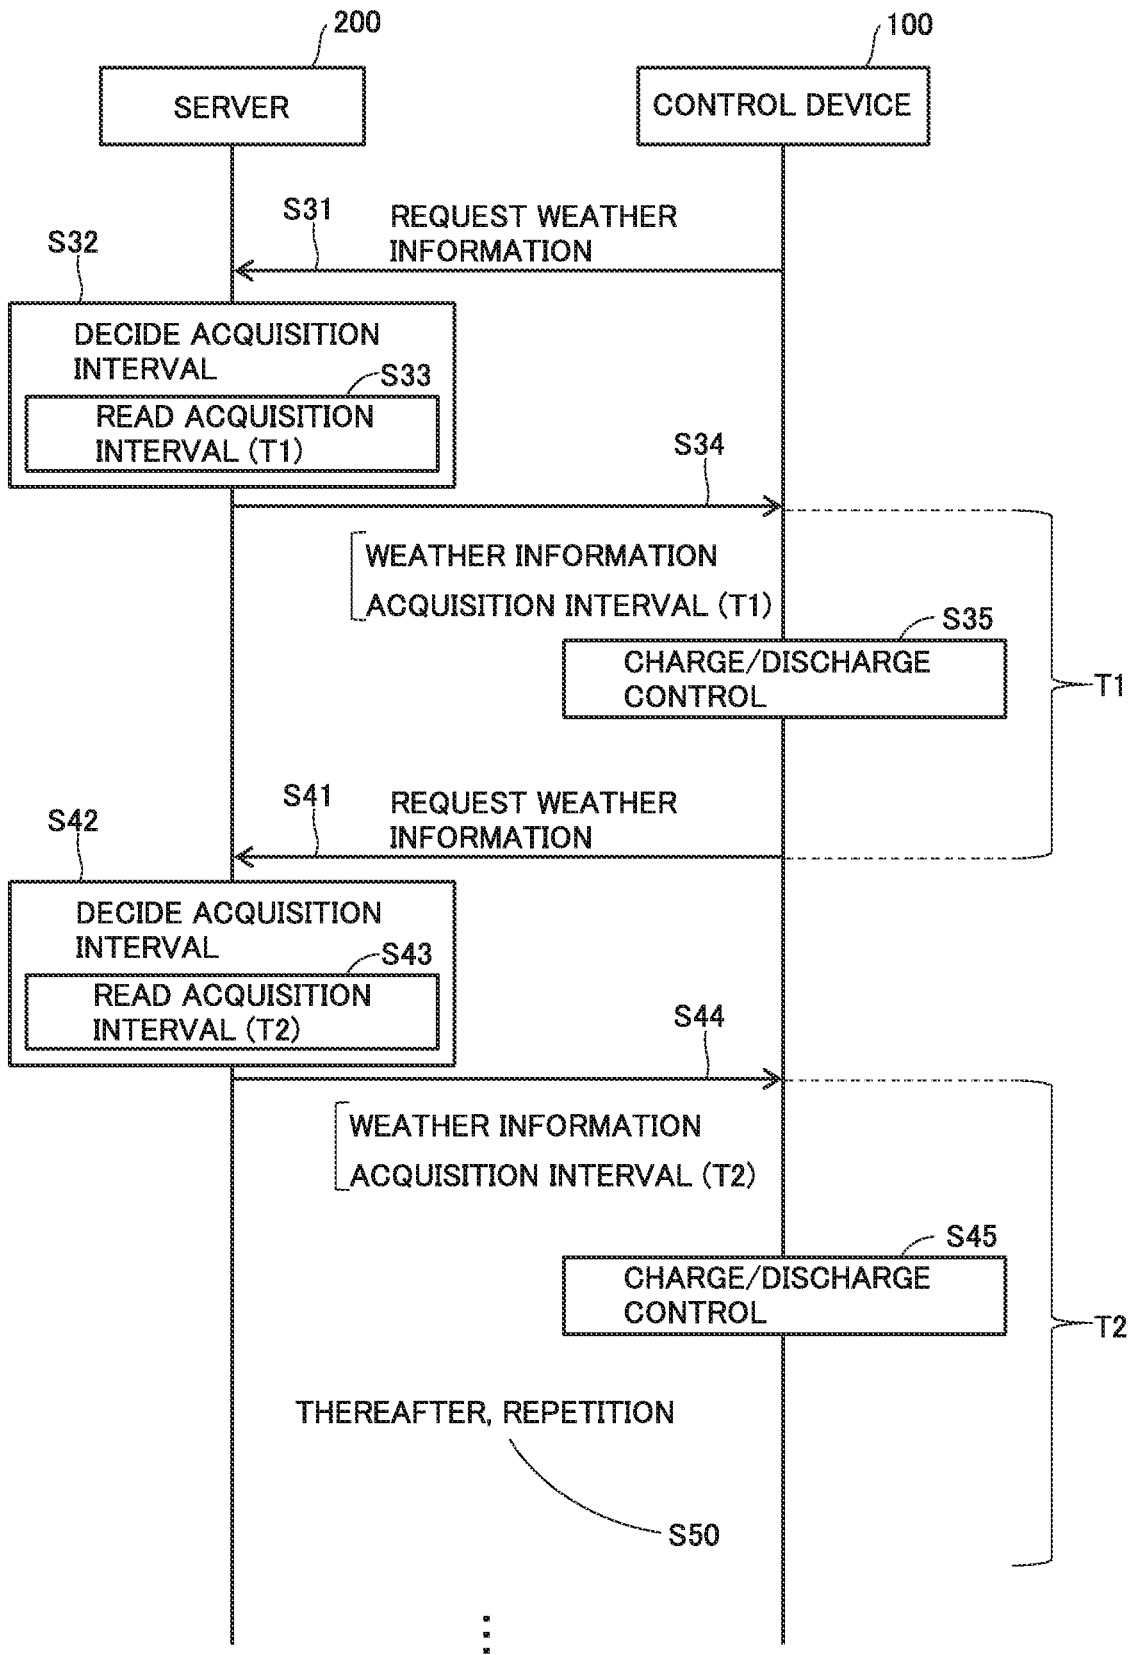 200
100
SERVER
CONTROL DEVICE
S31
REQUEST WEATHER
INFORMATION
S32
DECIDE ACQUISITION
INTERVAL
S33
READ ACQUISITION
INTERVAL (T1)
S34
WEATHER INFORMATION
ACQUISITION INTERVAL (T1)
S35
CHARGE/DISCHARGE
CONTROL
T1
S41
REQUEST WEATHER
INFORMATION
S42
DECIDE ACQUISITION
INTERVAL
S43
READ ACQUISITION
INTERVAL (T2)
S44
WEATHER INFORMATION
ACQUISITION INTERVAL (T2)
S45
CHARGE/DISCHARGE
CONTROL
T2
THEREAFTER, REPETITION
S50